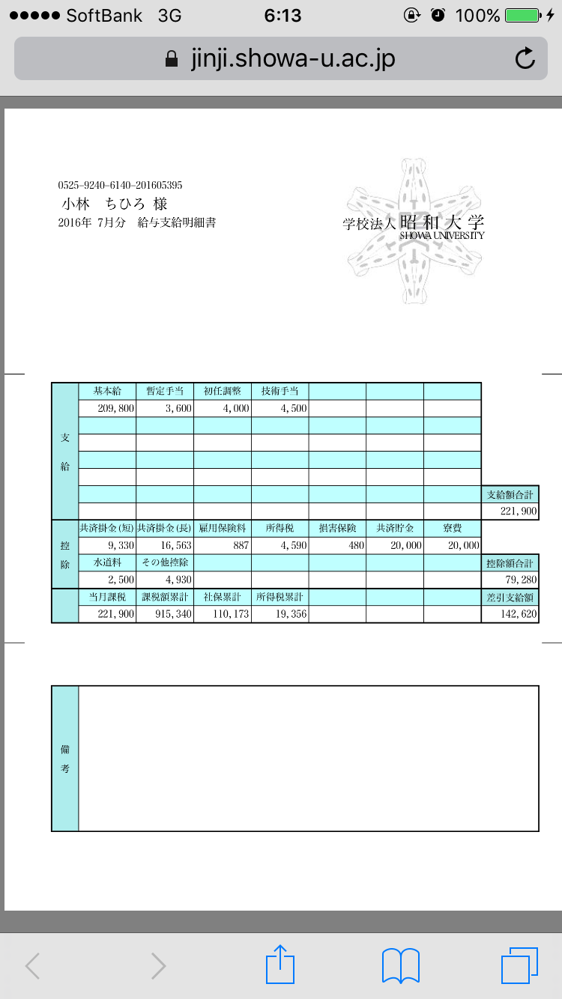 SoftBank 3G 6:13 100%
jinji.showa-u.ac.jp
0525-9240-6140-201605395
小林 ちひろ 様
2016年 7月分 給与支給明細書
学校法人 昭和大学
SHOWA UNIVERSITY
支給
基本給 暫定手当 初任調整 技術手当
209,800 3,600 4,000 4,500
支給額合計
221,900
控除
共済掛金(短) 共済掛金(長) 雇用保険料 所得税 損害保険 共済貯金 寮費
9,330 16,563 887 4,590 480 20,000 20,000
水道料 その他控除 控除額合計
2,500 4,930 79,280
当月課税 課税額累計 社保累計 所得税累計 差引支給額
221,900 915,340 110,173 19,356 142,620
備考